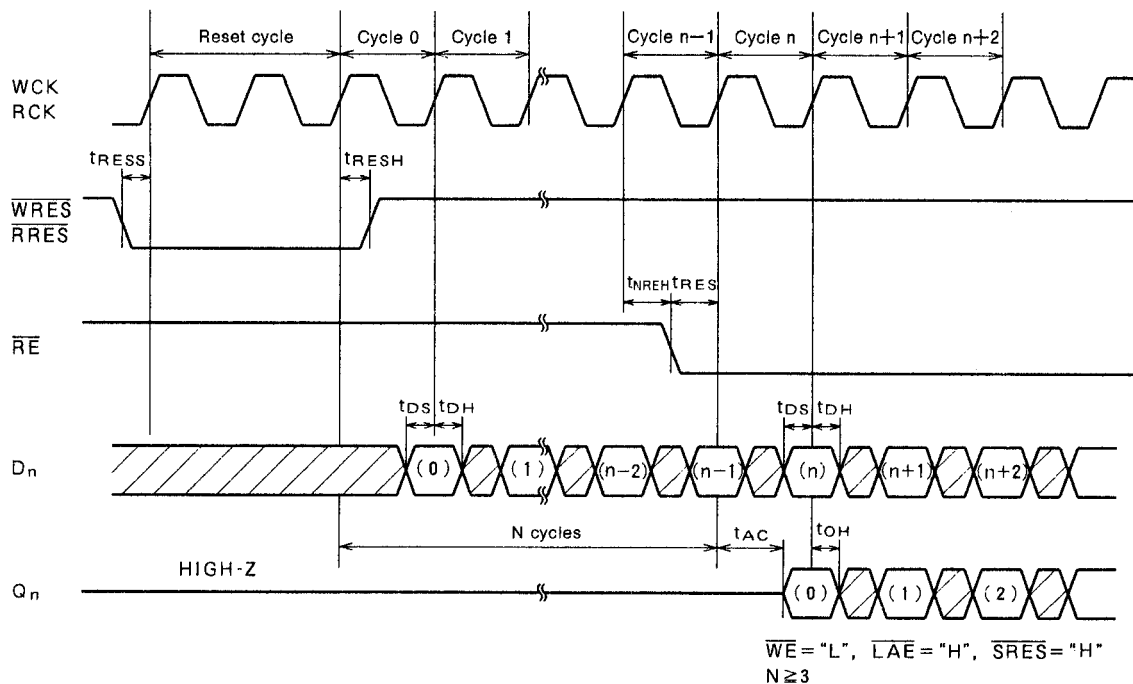 Reset cycle Cycle 0 Cycle 1 Cycle n−1 Cycle n Cycle n+1 Cycle n+2
WCK
RCK
tRESS tRESH
WRES
RRES
tNREH tRES
RE
tDS tDH tDS tDH
Dn (0) (1) (n-2) (n-1) (n) (n+1) (n+2)
N cycles tAC tOH
HIGH-Z
Qn (0) (1) (2)
WE = "L", LAE = "H", SRES = "H"
N≧3